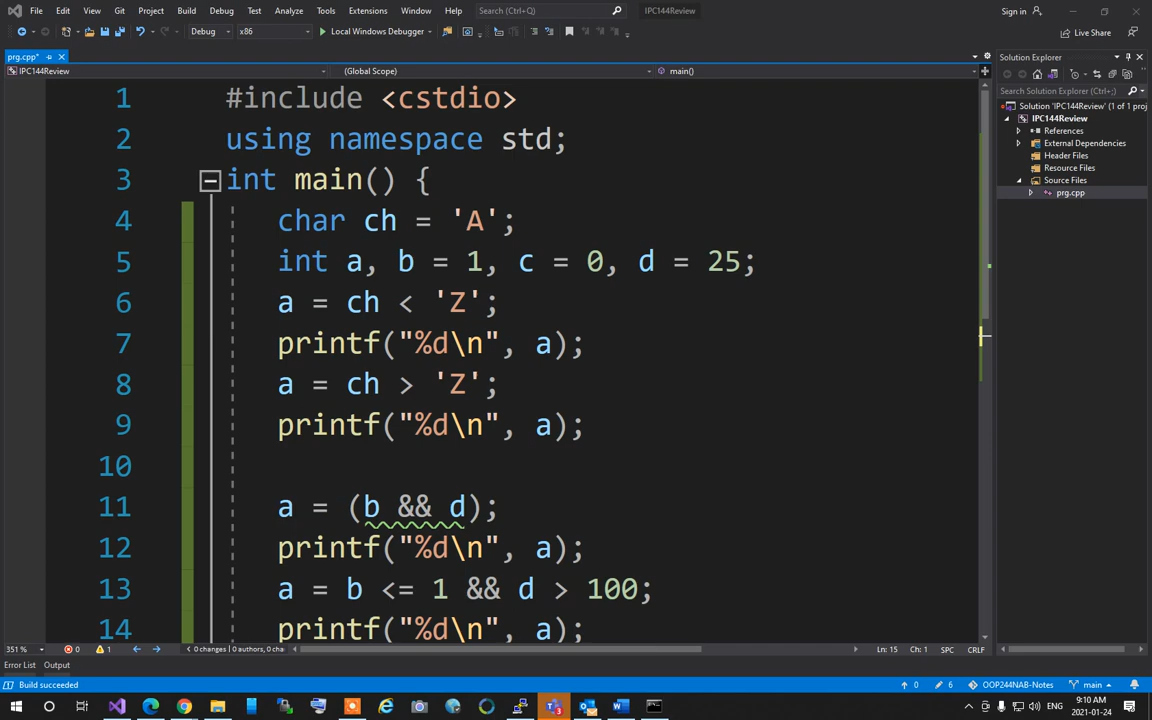 File Edit View Git Project Build Debug Test Analyze Tools Extensions Window Help Search (Ctrl+Q) IPC144Review Sign in
Debug x86 Local Windows Debugger Live Share
prg.cpp*
IPC144Review (Global Scope) main()
1 #include <cstdio>
2 using namespace std;
3 int main() {
4 char ch = 'A';
5 int a, b = 1, c = 0, d = 25;
6 a = ch < 'Z';
7 printf("%d\n", a);
8 a = ch > 'Z';
9 printf("%d\n", a);
10
11 a = (b && d);
12 printf("%d\n", a);
13 a = b <= 1 && d > 100;
14 printf("%d\n", a);
Solution Explorer
Search Solution Explorer (Ctrl+;)
Solution 'IPC144Review' (1 of 1 proj
IPC144Review
References
External Dependencies
Header Files
Resource Files
Source Files
prg.cpp
351 % 0 1 0 changes | 0 authors, 0 cha Ln: 15 Ch: 1 SPC CRLF
Error List Output
Build succeeded 0 6 OOP244NAB-Notes main
9:10 AM
2021-01-24